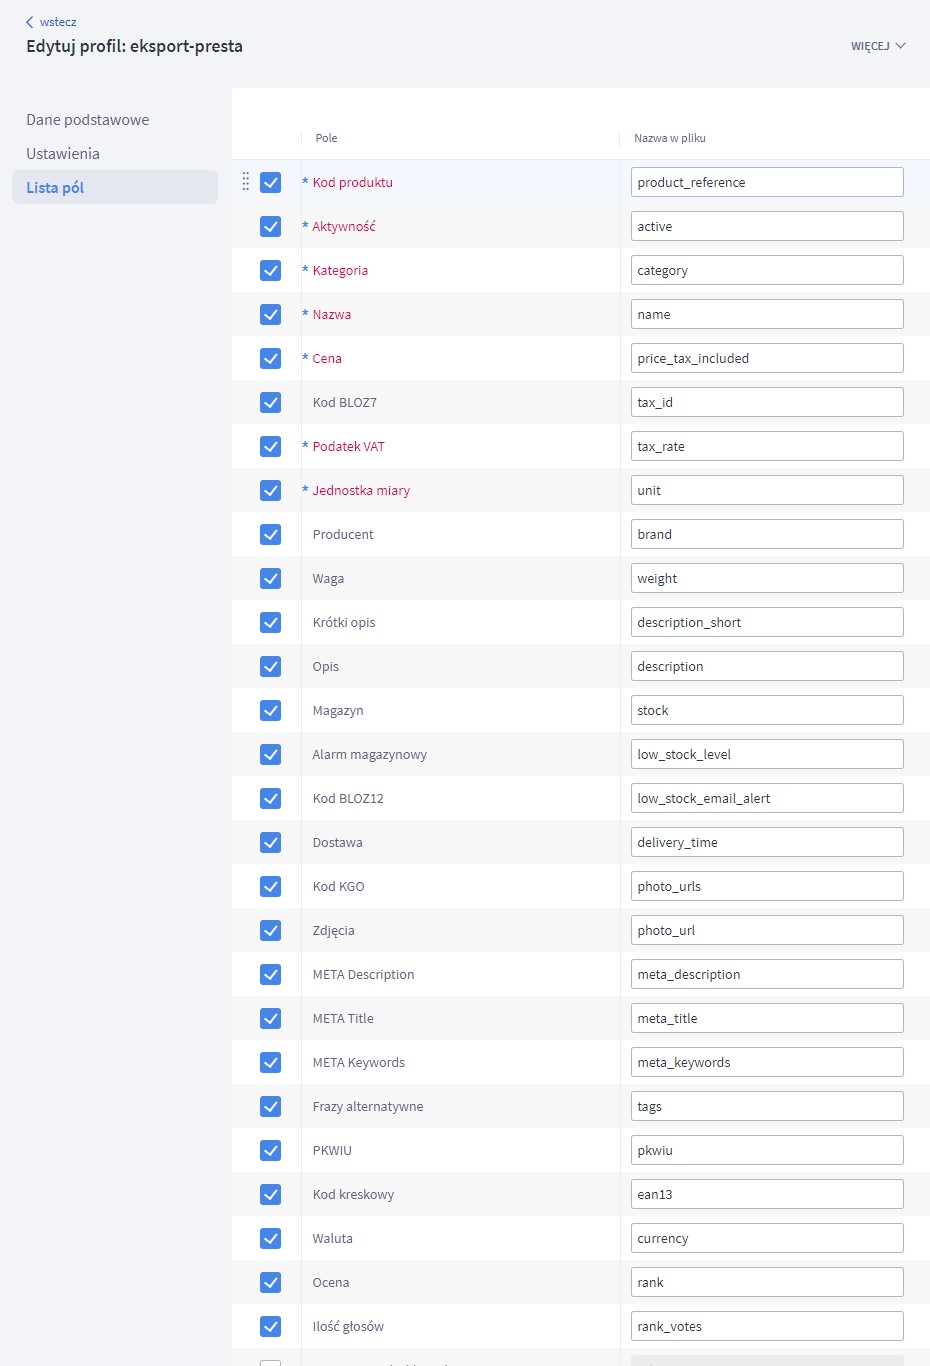 wstecz
Edytuj profil: eksport-presta
WIĘCEJ
Dane podstawowe
Ustawienia
Lista pól
Pole Nazwa w pliku
* Kod produktu product_reference
* Aktywność active
* Kategoria category
* Nazwa name
* Cena price_tax_included
Kod BLOZ7 tax_id
* Podatek VAT tax_rate
* Jednostka miary unit
Producent brand
Waga weight
Krótki opis description_short
Opis description
Magazyn stock
Alarm magazynowy low_stock_level
Kod BLOZ12 low_stock_email_alert
Dostawa delivery_time
Kod KGO photo_urls
Zdjęcia photo_url
META Description meta_description
META Title meta_title
META Keywords meta_keywords
Frazy alternatywne tags
PKWIU pkwiu
Kod kreskowy ean13
Waluta currency
Ocena rank
Ilość głosów rank_votes